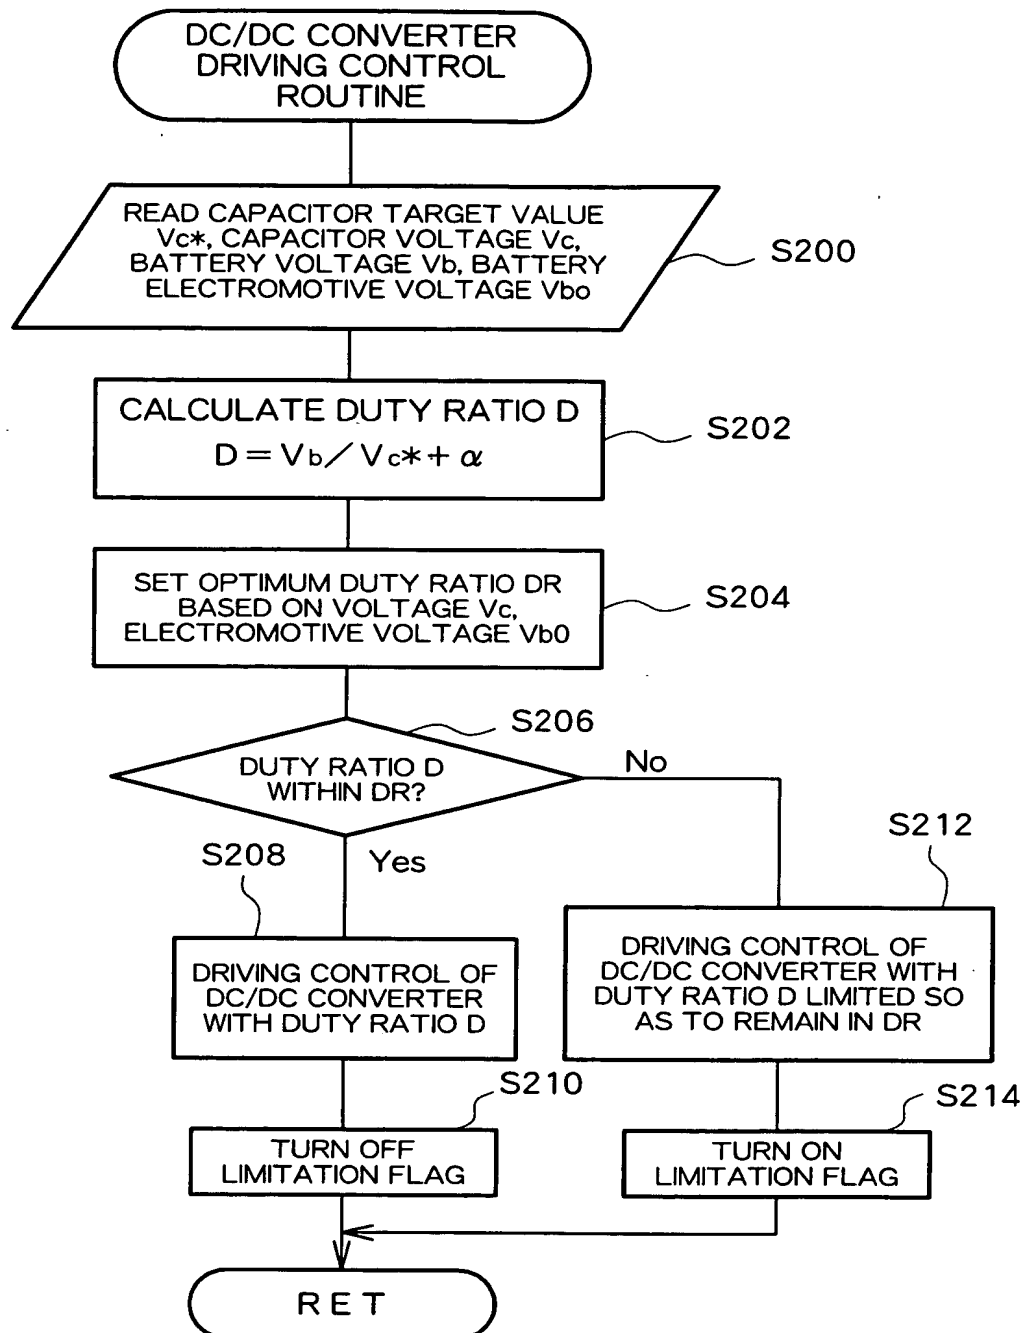 DC/DC CONVERTER
DRIVING CONTROL
ROUTINE
READ CAPACITOR TARGET VALUE
Vc*, CAPACITOR VOLTAGE Vc,
BATTERY VOLTAGE Vb, BATTERY
ELECTROMOTIVE VOLTAGE Vbo
S200
CALCULATE DUTY RATIO D
D = Vb / Vc* + α
S202
SET OPTIMUM DUTY RATIO DR
BASED ON VOLTAGE Vc,
ELECTROMOTIVE VOLTAGE Vb0
S204
S206
DUTY RATIO D
WITHIN DR?
No
Yes
S208
DRIVING CONTROL OF
DC/DC CONVERTER
WITH DUTY RATIO D
S212
DRIVING CONTROL OF
DC/DC CONVERTER WITH
DUTY RATIO D LIMITED SO
AS TO REMAIN IN DR
S210
TURN OFF
LIMITATION FLAG
S214
TURN ON
LIMITATION FLAG
RET